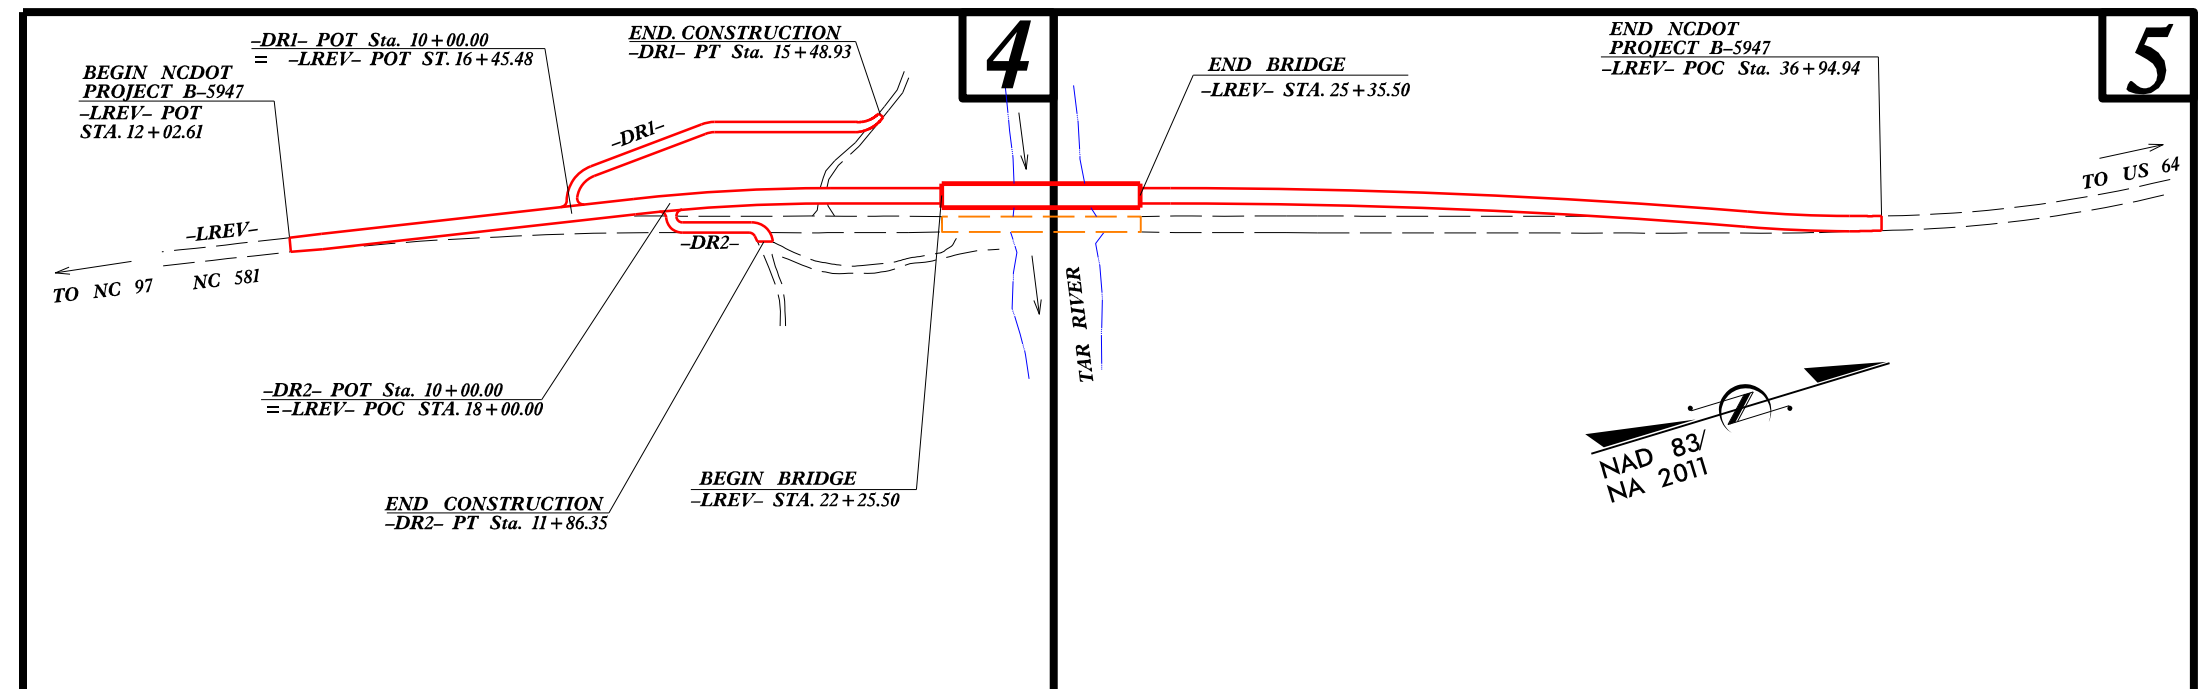 –DR1– POT Sta. 10+00.00
= –LREV– POT ST. 16+45.48
BEGIN NCDOT
PROJECT B–5947
–LREV– POT
STA. 12+02.61
END. CONSTRUCTION
–DR1– PT Sta. 15+48.93
4
END BRIDGE
–LREV– STA. 25+35.50
END NCDOT
PROJECT B–5947
–LREV– POC Sta. 36+94.94
5
–DR1–
–LREV–
–DR2–
TO NC 97
NC 581
TO US 64
TAR RIVER
–DR2– POT Sta. 10+00.00
=–LREV– POC STA. 18+00.00
END CONSTRUCTION
–DR2– PT Sta. 11+86.35
BEGIN BRIDGE
–LREV– STA. 22+25.50
NAD 83/
NA 2011